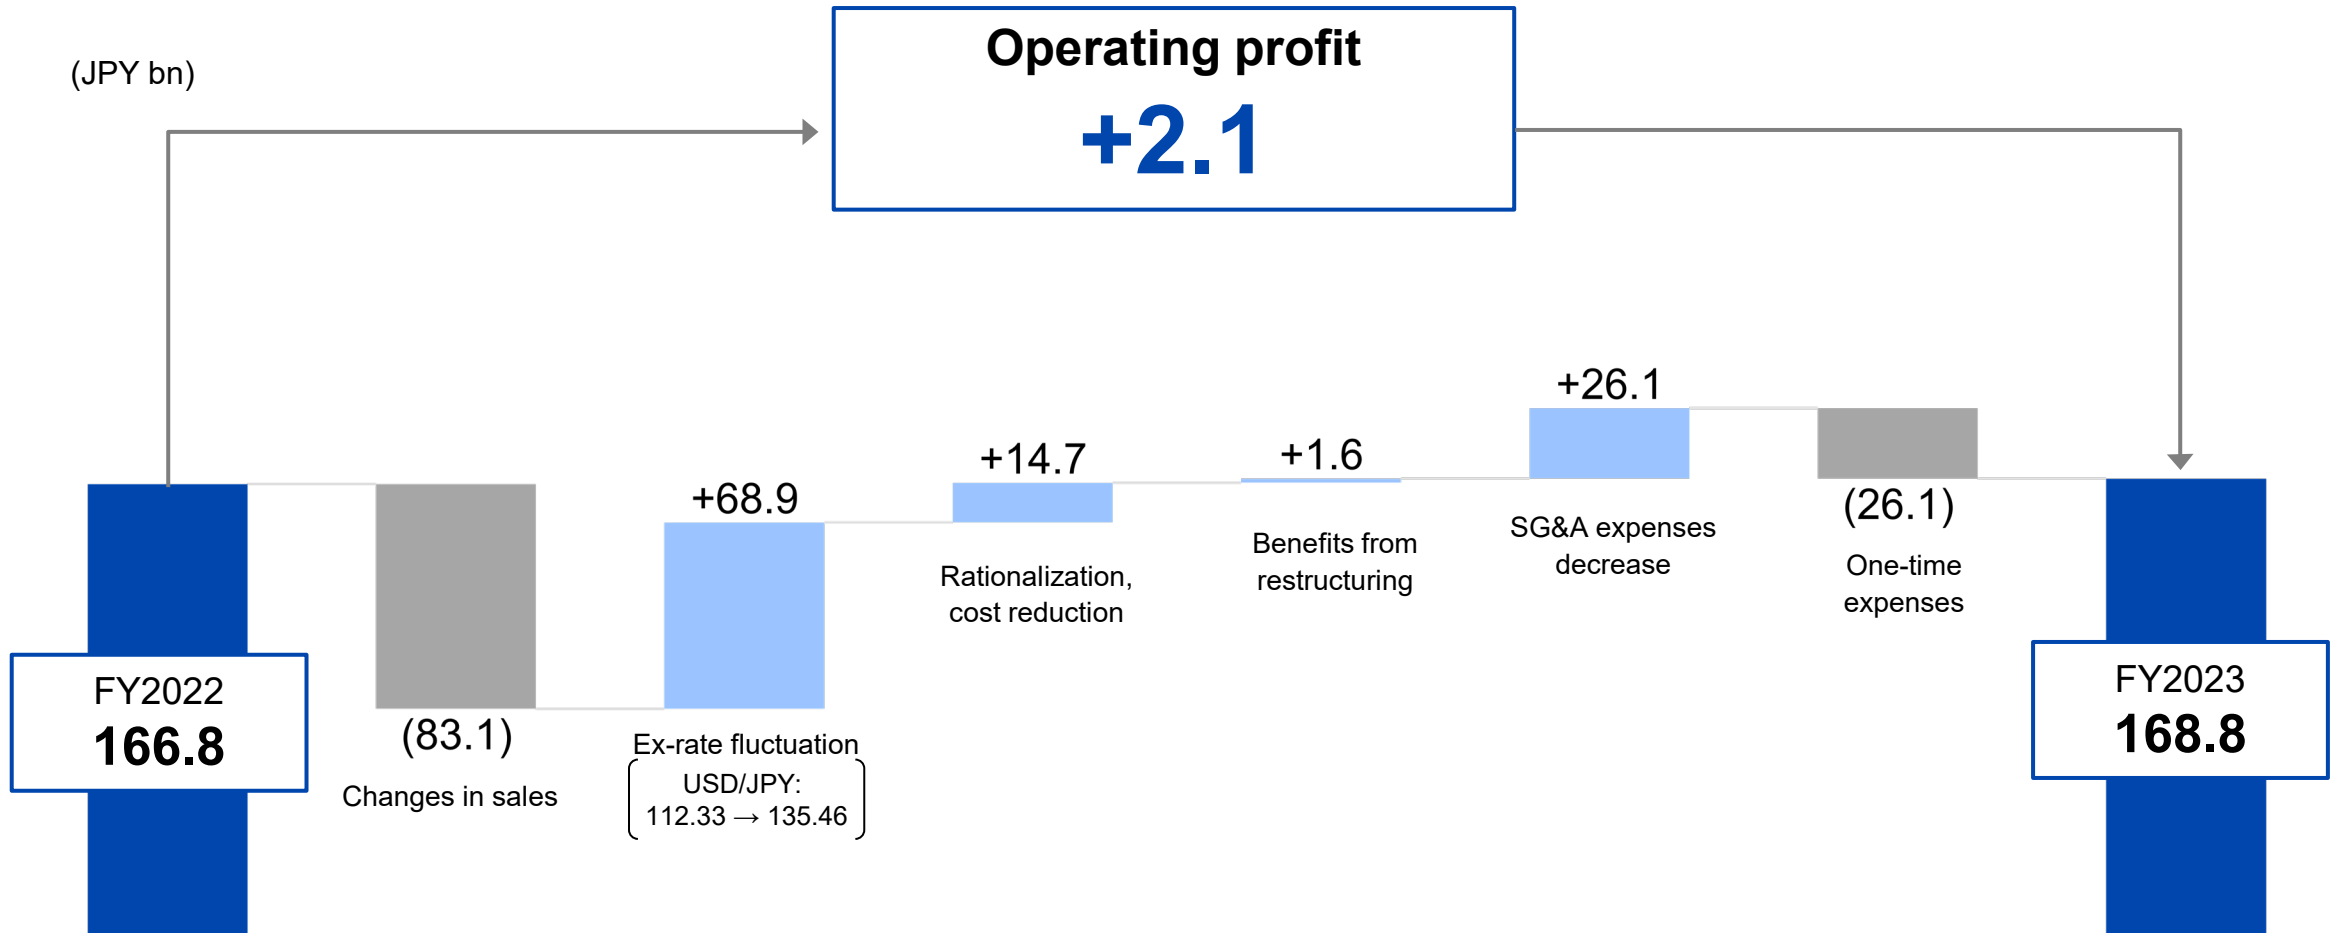 (JPY bn)
Operating profit
+2.1
FY2022
166.8
(83.1)
Changes in sales
+68.9
Ex-rate fluctuation
USD/JPY:
112.33 → 135.46
+14.7
Rationalization,
cost reduction
+1.6
Benefits from
restructuring
+26.1
SG&A expenses
decrease
(26.1)
One-time
expenses
FY2023
168.8